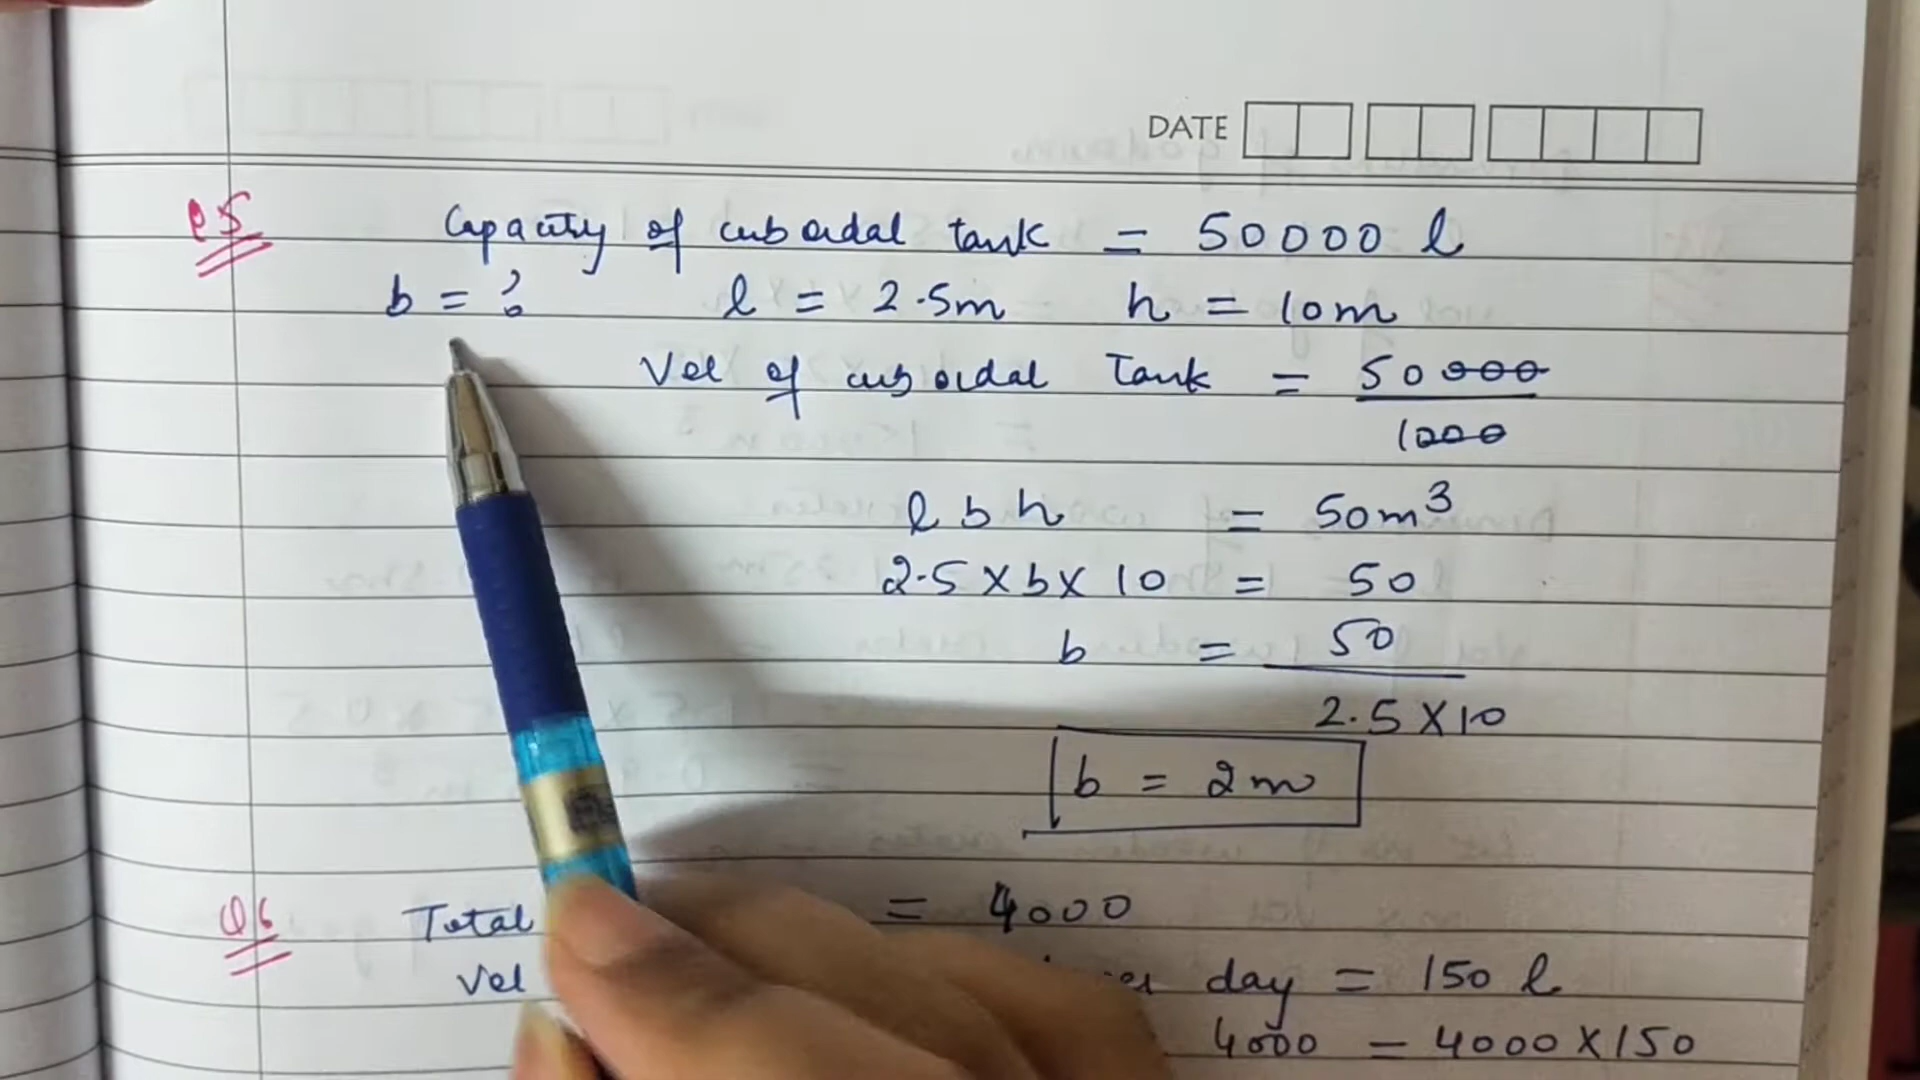 DATE
Q5 Capacity of cuboidal tank = 50000 l
b = ? l = 2.5m h = 10m
Vol of cuboidal Tank = 50000/1000
l b h = 50m³
2.5 × b × 10 = 50
b = 50/2.5 × 10
b = 2m
Q6 Total = 4000
Vol day = 150 l
4000 = 4000 × 150